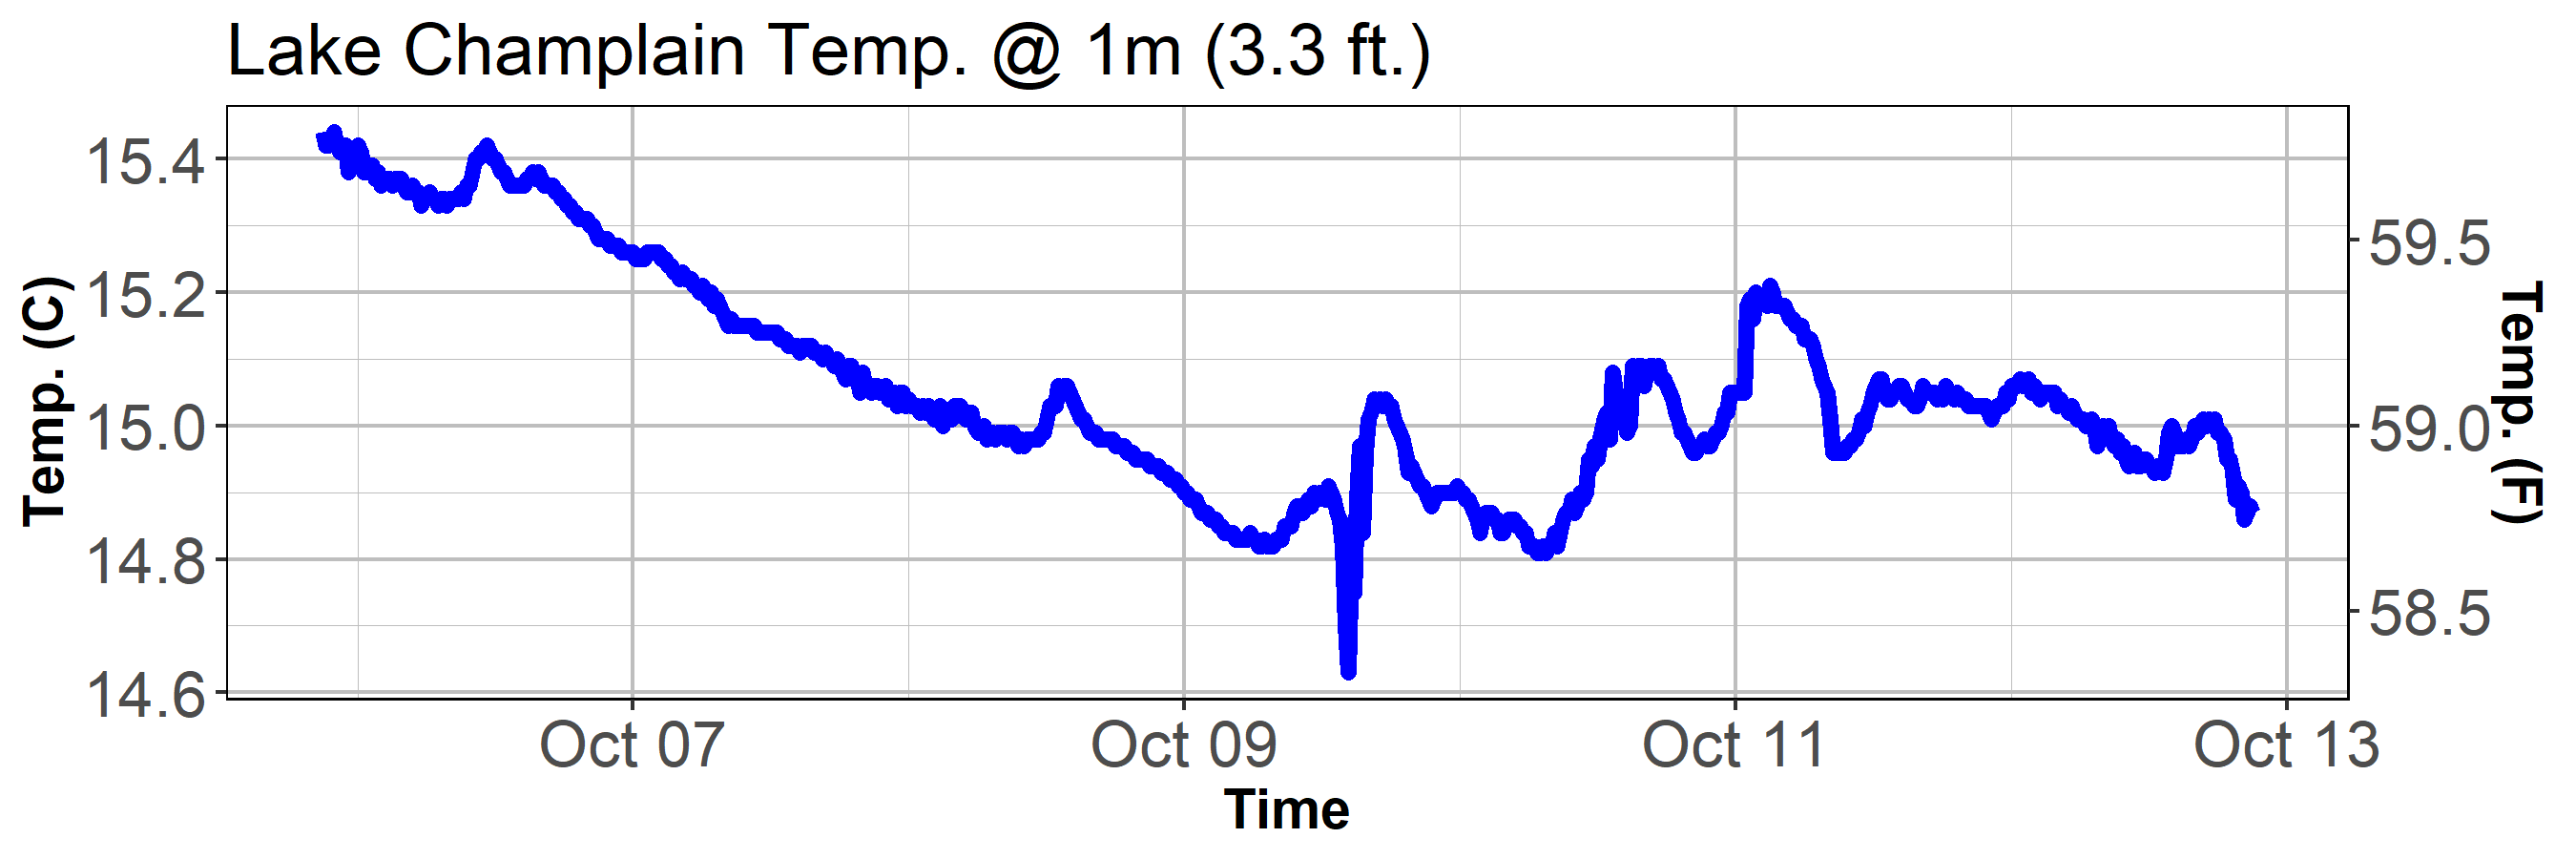 Lake Champlain Temp. @ 1m (3.3 ft.)
Temp. (C)
15.4
15.2
15.0
14.8
14.6
59.5
59.0
58.5
Temp. (F)
Oct 07 Oct 09 Oct 11 Oct 13
Time